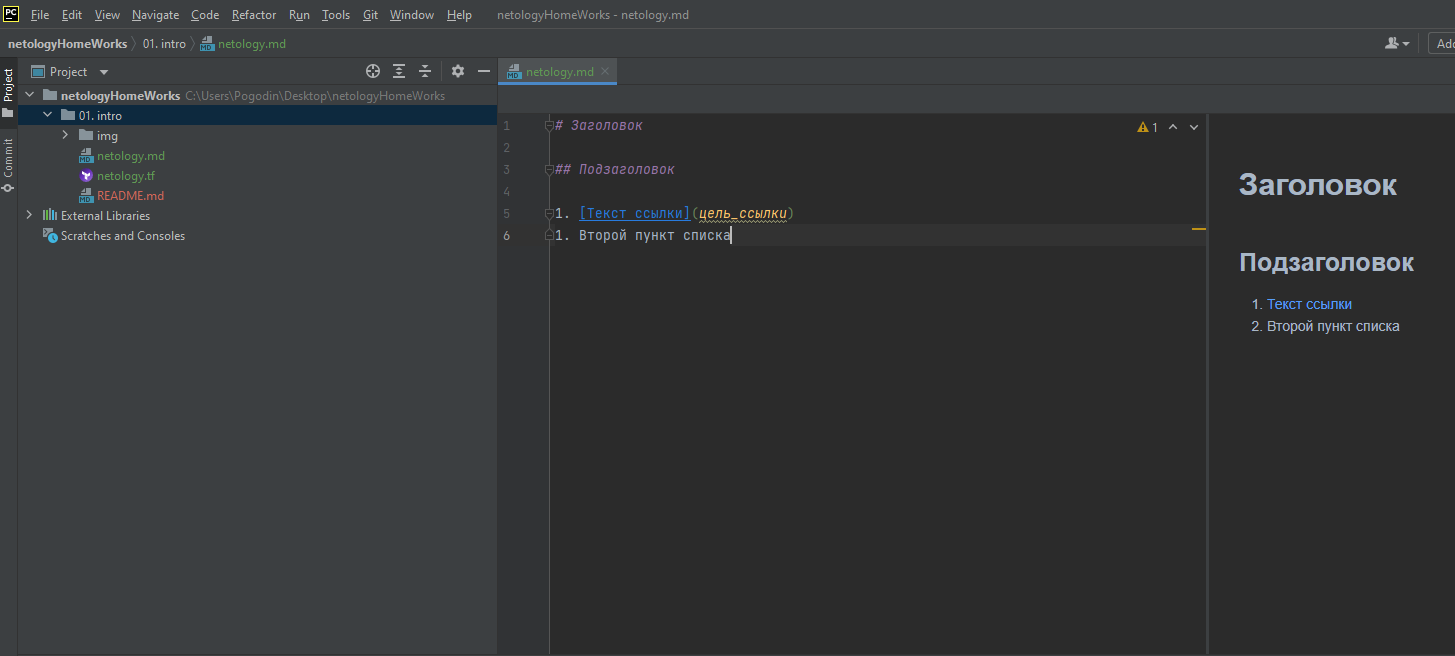 PC File Edit View Navigate Code Refactor Run Tools Git Window Help netologyHomeWorks - netology.md
netologyHomeWorks 01. intro netology.md
Project
netology.md
netologyHomeWorks C:\Users\Pogodin\Desktop\netologyHomeWorks
01. intro
img
netology.md
netology.tf
README.md
External Libraries
Scratches and Consoles
Project
Commit
1 # Заголовок
2
3 ## Подзаголовок
4
5 1. [Текст ссылки](цель_ссылки)
6 1. Второй пункт списка
1
Заголовок
Подзаголовок
1. Текст ссылки
2. Второй пункт списка